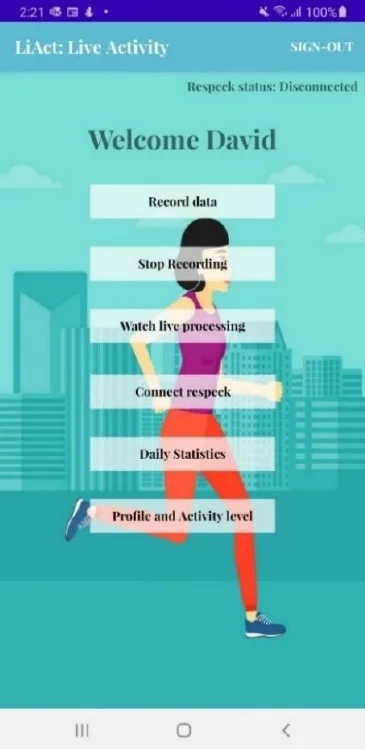 2:21 100%
LiAct: Live Activity SIGN-OUT
Respeck status: Disconnected
Welcome David
Record data
Stop Recording
Watch live processing
Connect respeck
Daily Statistics
Profile and Activity level